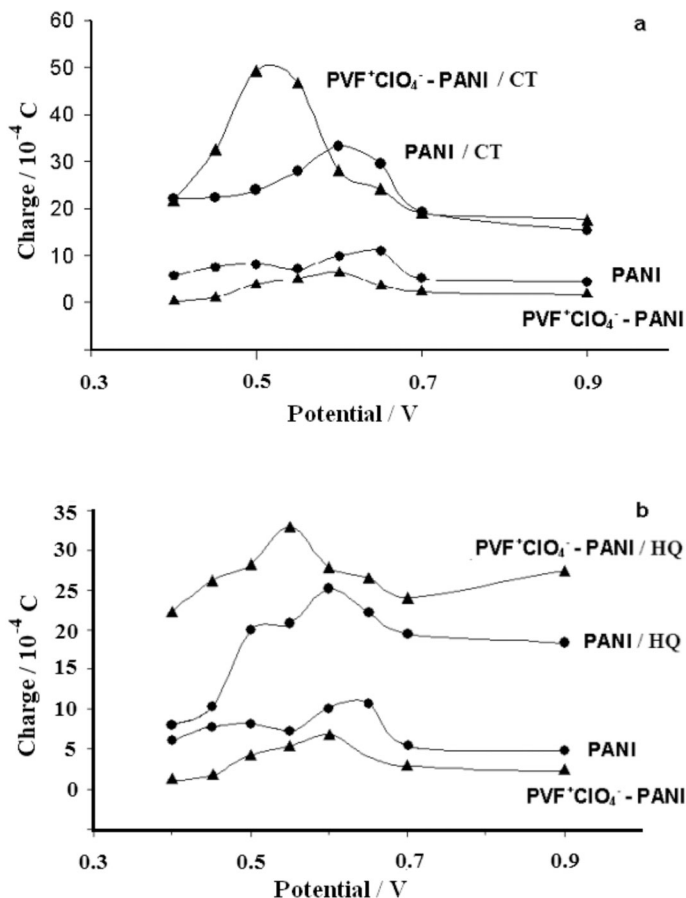 a
60
50
40
30
20
10
0
Charge / 10⁻⁴ C
PVF⁺ClO₄⁻-PANI / CT
PANI / CT
PANI
PVF⁺ClO₄⁻-PANI
0.3 0.5 0.7 0.9
Potential / V
b
35
30
25
20
15
10
5
0
Charge / 10⁻⁴ C
PVF⁺ClO₄⁻-PANI / HQ
PANI / HQ
PANI
PVF⁺ClO₄⁻-PANI
0.3 0.5 0.7 0.9
Potential / V